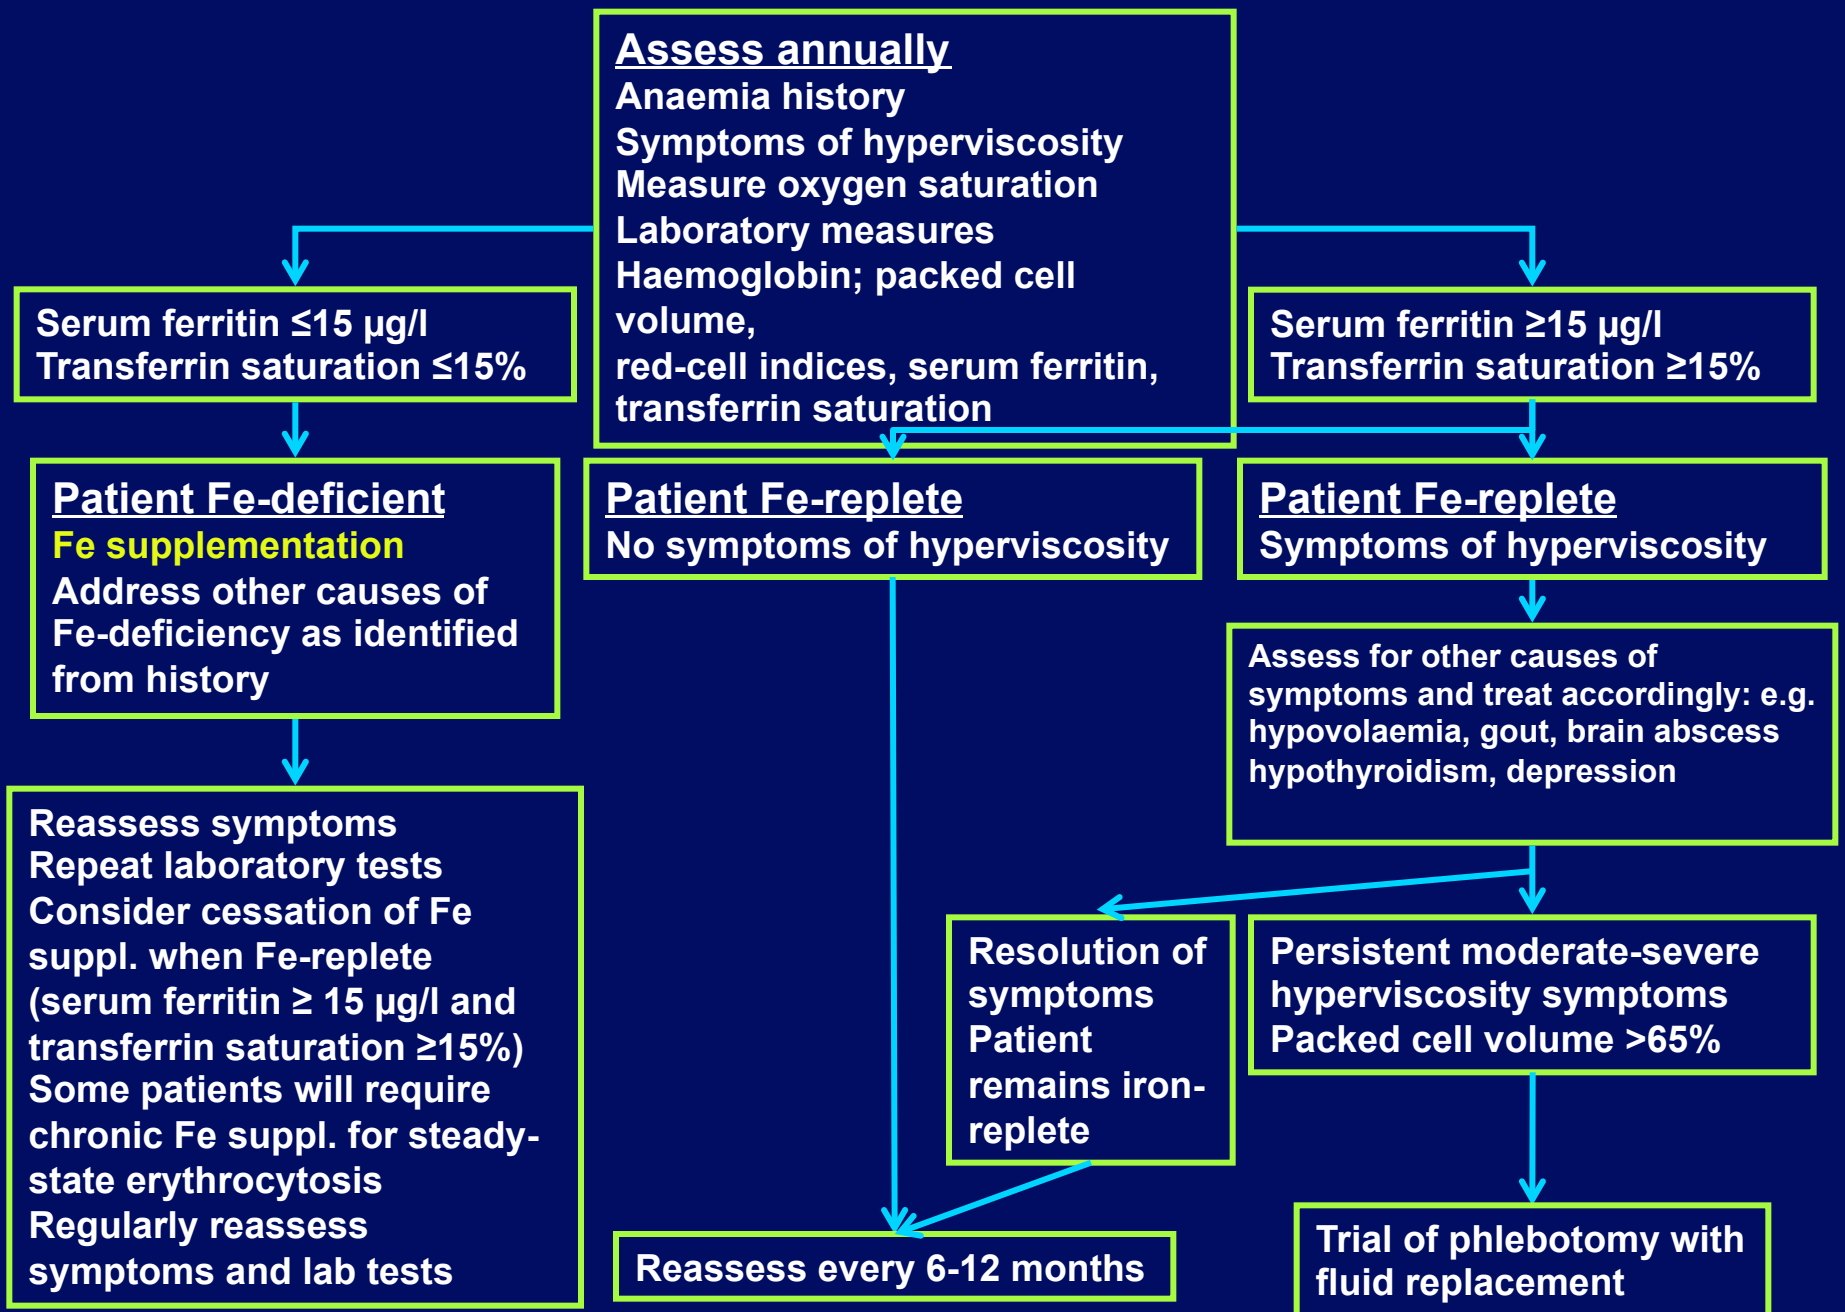 Assess annually
Anaemia history
Symptoms of hyperviscosity
Measure oxygen saturation
Laboratory measures
Haemoglobin; packed cell
volume,
red-cell indices, serum ferritin,
transferrin saturation
Serum ferritin ≤15 µg/l
Transferrin saturation ≤15%
Serum ferritin ≥15 µg/l
Transferrin saturation ≥15%
Patient Fe-deficient
Fe supplementation
Address other causes of
Fe-deficiency as identified
from history
Patient Fe-replete
No symptoms of hyperviscosity
Patient Fe-replete
Symptoms of hyperviscosity
Assess for other causes of
symptoms and treat accordingly: e.g.
hypovolaemia, gout, brain abscess
hypothyroidism, depression
Reassess symptoms
Repeat laboratory tests
Consider cessation of Fe
suppl. when Fe-replete
(serum ferritin ≥ 15 µg/l and
transferrin saturation ≥15%)
Some patients will require
chronic Fe suppl. for steady-
state erythrocytosis
Regularly reassess
symptoms and lab tests
Resolution of
symptoms
Patient
remains iron-
replete
Persistent moderate-severe
hyperviscosity symptoms
Packed cell volume >65%
Reassess every 6-12 months
Trial of phlebotomy with
fluid replacement